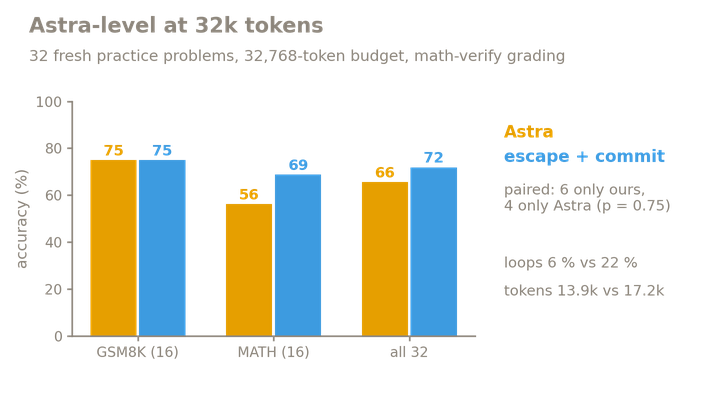 Astra-level at 32k tokens
32 fresh practice problems, 32,768-token budget, math-verify grading
accuracy (%)
100
80
60
40
20
0
75
75
56
69
66
72
GSM8K (16)
MATH (16)
all 32
Astra
escape + commit
paired: 6 only ours,
4 only Astra (p = 0.75)
loops 6 % vs 22 %
tokens 13.9k vs 17.2k